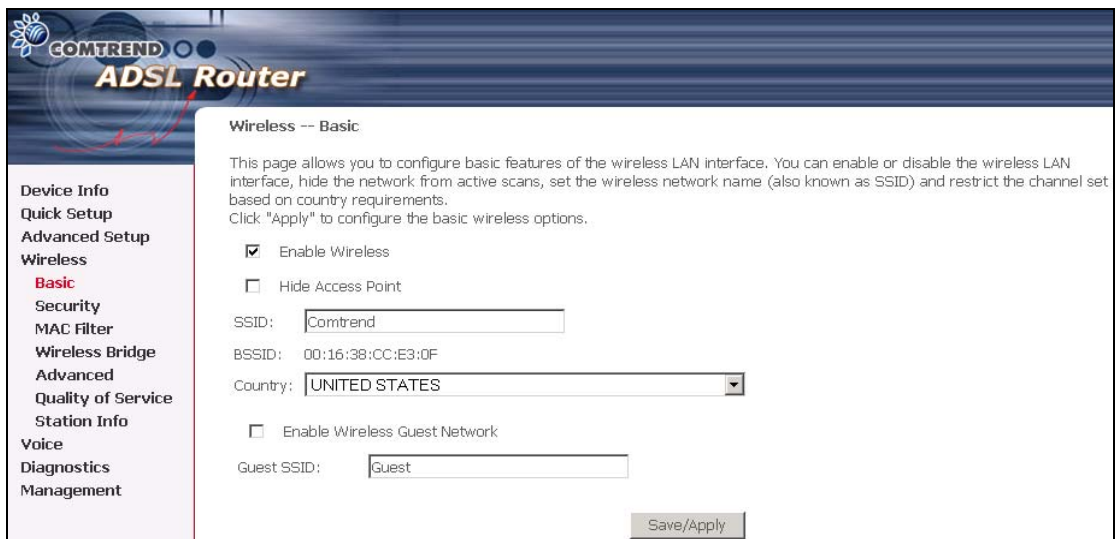 COMTREND
ADSL Router
Device Info
Quick Setup
Advanced Setup
Wireless
Basic
Security
MAC Filter
Wireless Bridge
Advanced
Quality of Service
Station Info
Voice
Diagnostics
Management
Wireless -- Basic
This page allows you to configure basic features of the wireless LAN interface. You can enable or disable the wireless LAN
interface, hide the network from active scans, set the wireless network name (also known as SSID) and restrict the channel set
based on country requirements.
Click "Apply" to configure the basic wireless options.
Enable Wireless
Hide Access Point
SSID: Comtrend
BSSID: 00:16:38:CC:E3:0F
Country: UNITED STATES
Enable Wireless Guest Network
Guest SSID: Guest
Save/Apply